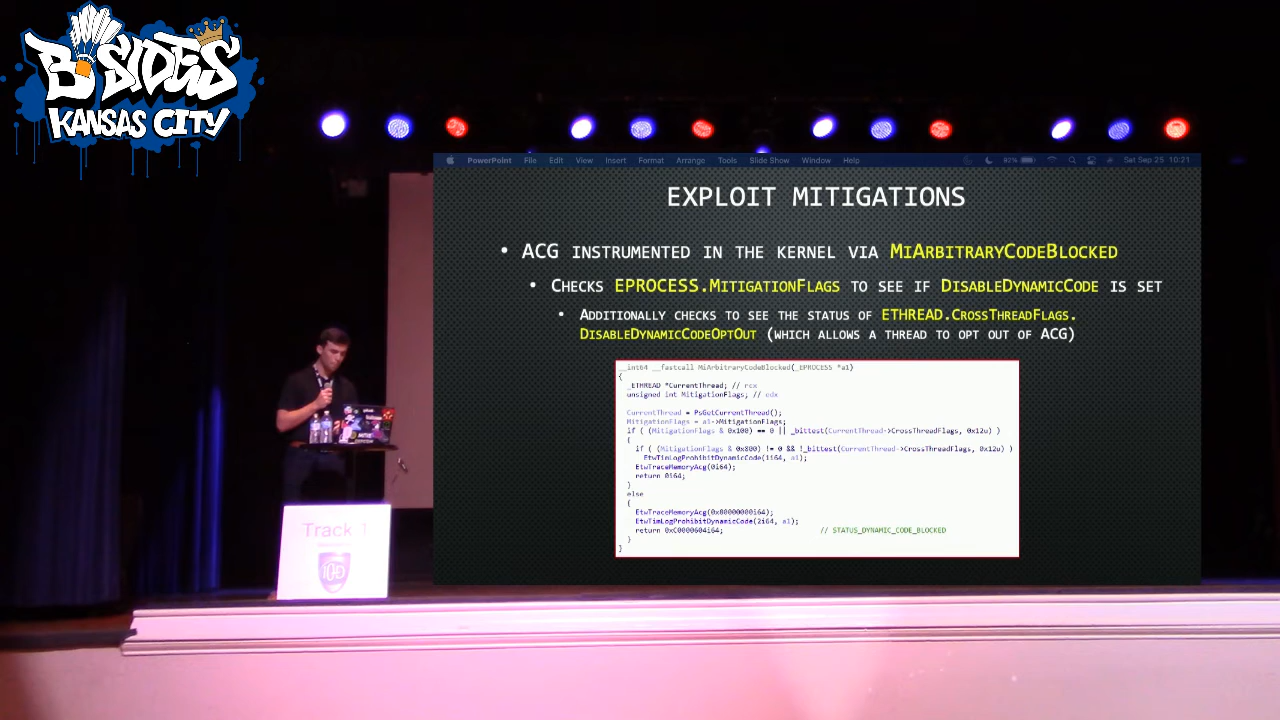 B·SIDES
KANSAS CITY
PowerPoint File Edit View Insert Format Arrange Tools Slide Show Window Help 92% Sat Sep 25 10:21
EXPLOIT MITIGATIONS
• ACG INSTRUMENTED IN THE KERNEL VIA MIARBITRARYCODEBLOCKED
• CHECKS EPROCESS.MITIGATIONFLAGS TO SEE IF DISABLEDYNAMICCODE IS SET
• ADDITIONALLY CHECKS TO SEE THE STATUS OF ETHREAD.CROSSTHREADFLAGS.
DISABLEDYNAMICCODEOPTOUT (WHICH ALLOWS A THREAD TO OPT OUT OF ACG)
__int64 __fastcall MiArbitraryCodeBlocked(_EPROCESS *a1)
{
_ETHREAD *CurrentThread; // rcx
unsigned int MitigationFlags; // edx
CurrentThread = PsGetCurrentThread();
MitigationFlags = a1->MitigationFlags;
if ( (MitigationFlags & 0x100) == 0 || _bittest(CurrentThread->CrossThreadFlags, 0x12u) )
{
if ( (MitigationFlags & 0x800) != 0 && !_bittest(CurrentThread->CrossThreadFlags, 0x12u) )
EtwTimLogProhibitDynamicCode(1i64, a1);
EtwTraceMemoryAcg(0i64);
return 0i64;
}
else
{
EtwTraceMemoryAcg(0x80000000i64);
EtwTimLogProhibitDynamicCode(2i64, a1);
return 0xC0000604i64; // STATUS_DYNAMIC_CODE_BLOCKED
}
}
Track 1